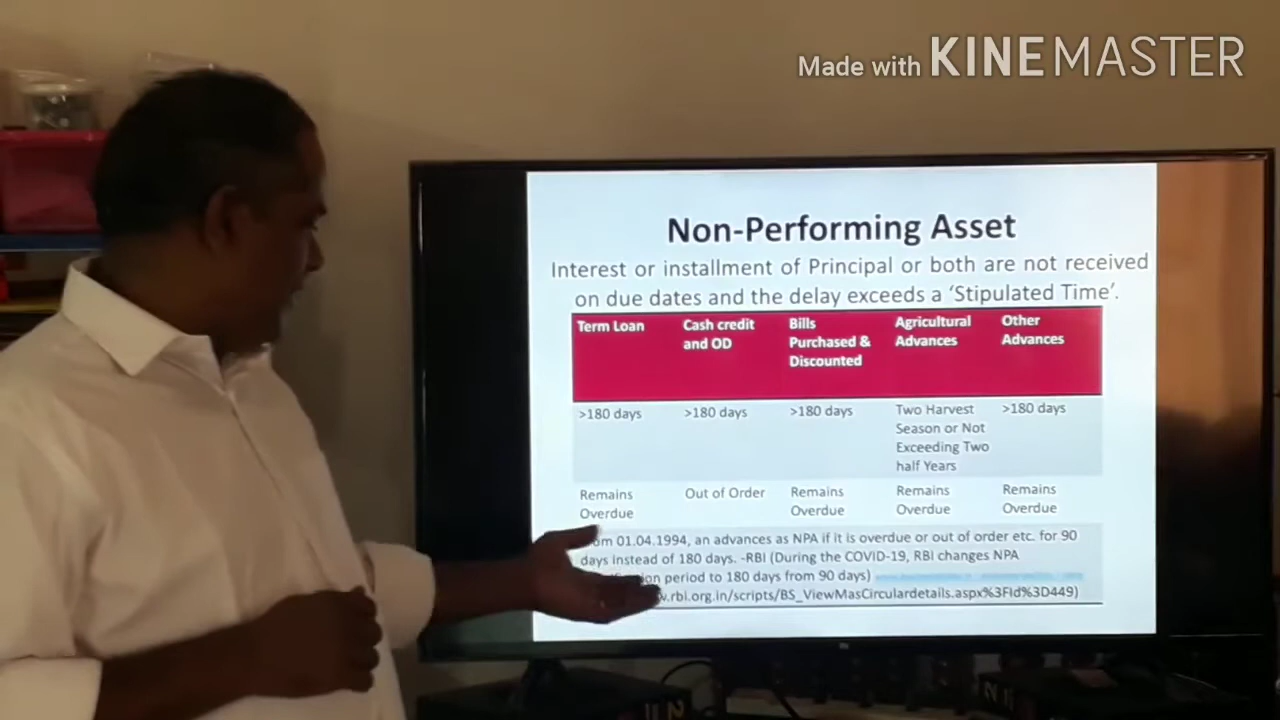 Made with KINEMASTER
Non-Performing Asset
Interest or installment of Principal or both are not received
on due dates and the delay exceeds a ‘Stipulated Time’.
Term Loan
Cash credit
and OD
Bills
Purchased &
Discounted
Agricultural
Advances
Other
Advances
>180 days
>180 days
>180 days
Two Harvest
Season or Not
Exceeding Two
half Years
>180 days
Remains
Overdue
Out of Order
Remains
Overdue
Remains
Overdue
Remains
Overdue
01.04.1994, an advances as NPA if it is overdue or out of order etc. for 90
days instead of 180 days. -RBI (During the COVID-19, RBI changes NPA
period to 180 days from 90 days)
.rbi.org.in/scripts/BS_ViewMasCirculardetails.aspx%3FId%3D449)